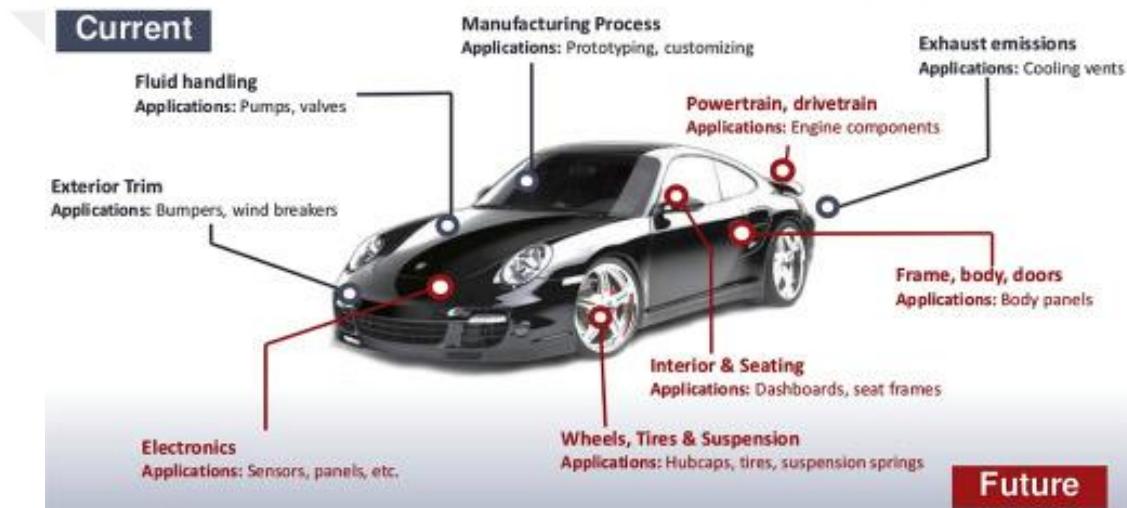 Current
Manufacturing Process
Applications: Prototyping, customizing
Exhaust emissions
Applications: Cooling vents
Fluid handling
Applications: Pumps, valves
Powertrain, drivetrain
Applications: Engine components
Exterior Trim
Applications: Bumpers, wind breakers
Frame, body, doors
Applications: Body panels
Interior & Seating
Applications: Dashboards, seat frames
Electronics
Applications: Sensors, panels, etc.
Wheels, Tires & Suspension
Applications: Hubcaps, tires, suspension springs
Future